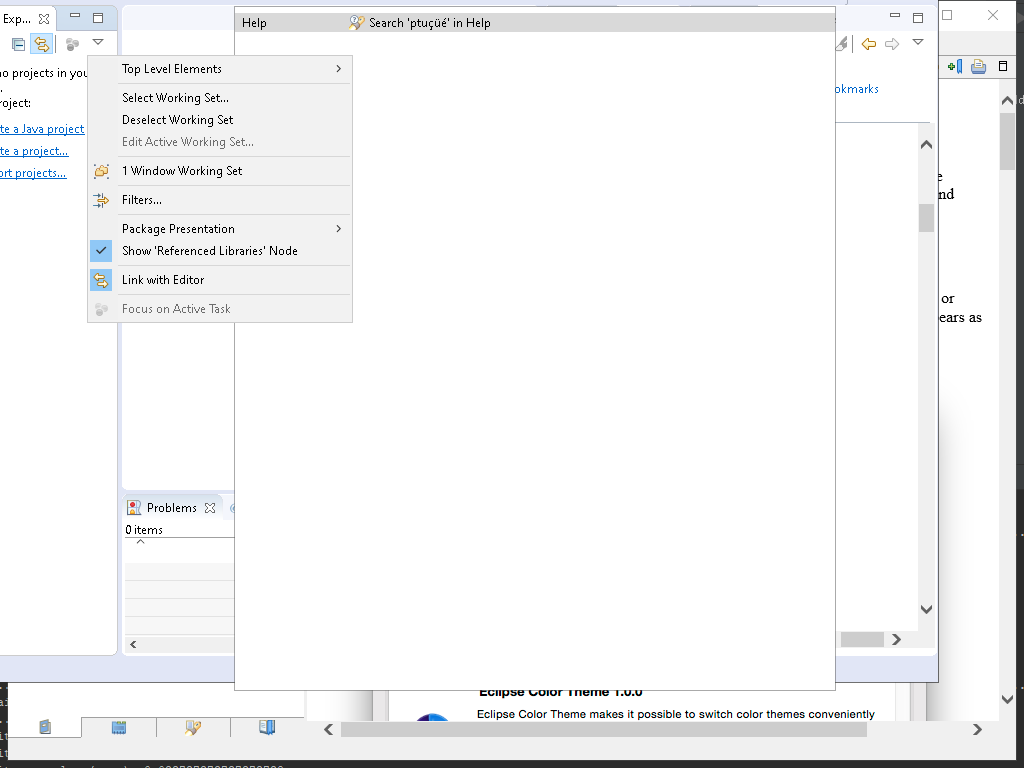 Exp...
Help
Search 'ptuçüé' in Help
Top Level Elements
Select Working Set...
Deselect Working Set
Edit Active Working Set...
1 Window Working Set
Filters...
Package Presentation
Show 'Referenced Libraries' Node
Link with Editor
Focus on Active Task
no projects in you
roject:
te a Java project
te a project...
ort projects...
okmarks
nd
or
ears as
Problems
0 items
Eclipse Color Theme 1.0.0
Eclipse Color Theme makes it possible to switch color themes conveniently